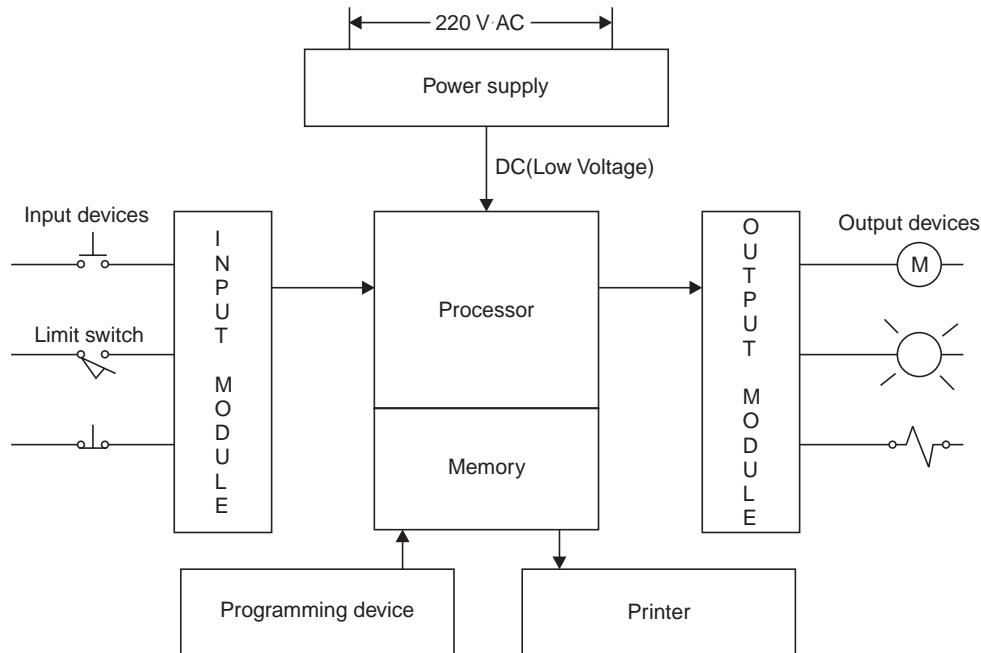 220 V AC
Power supply
DC(Low Voltage)
Input devices
Limit switch
INPUT MODULE
Processor
Memory
OUTPUT MODULE
Output devices
M
Programming device
Printer